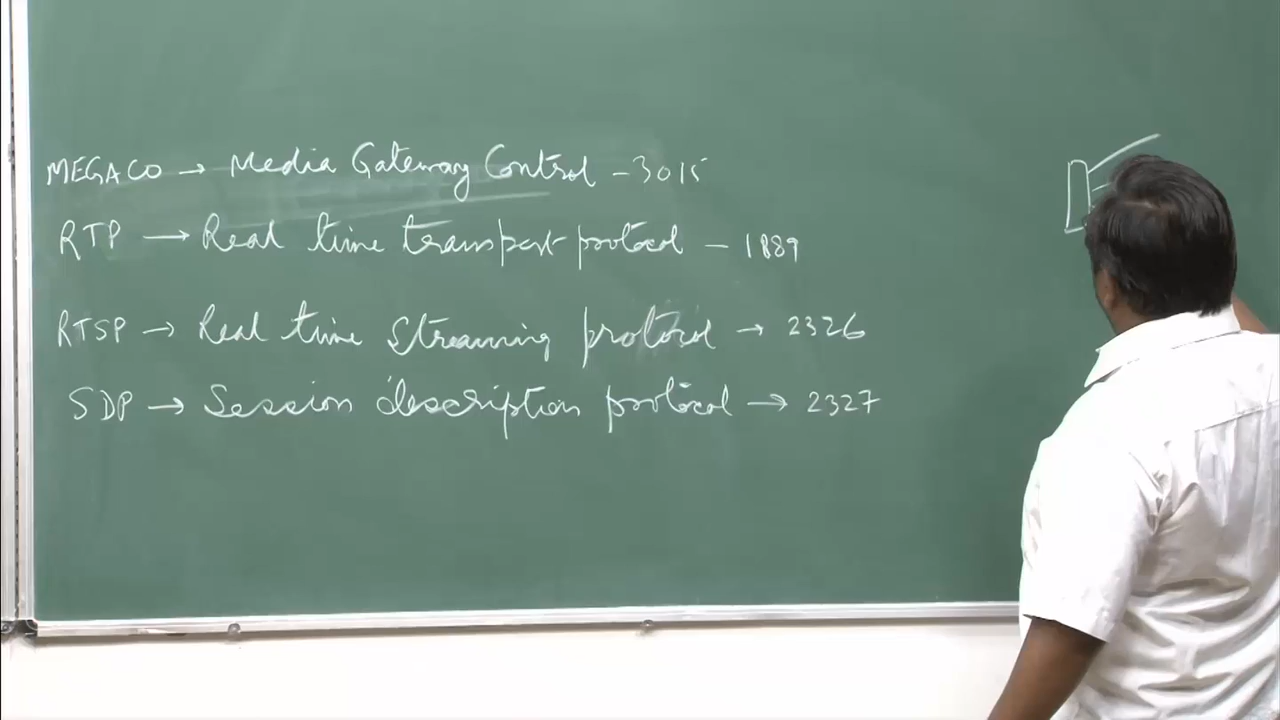 MEGACO → Media Gateway Control - 3015
RTP → Real time transport protocol - 1889
RTSP → Real time Streaming protocol → 2326
SDP → Session description protocol → 2327